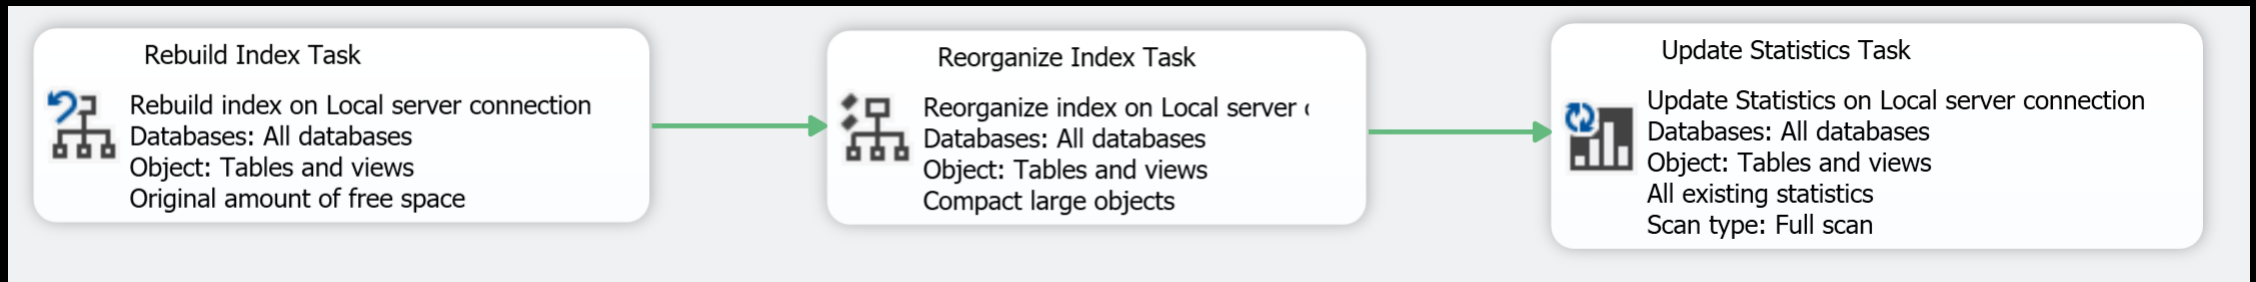 Rebuild Index Task
Rebuild index on Local server connection
Databases: All databases
Object: Tables and views
Original amount of free space
Reorganize Index Task
Reorganize index on Local server
Databases: All databases
Object: Tables and views
Compact large objects
Update Statistics Task
Update Statistics on Local server connection
Databases: All databases
Object: Tables and views
All existing statistics
Scan type: Full scan